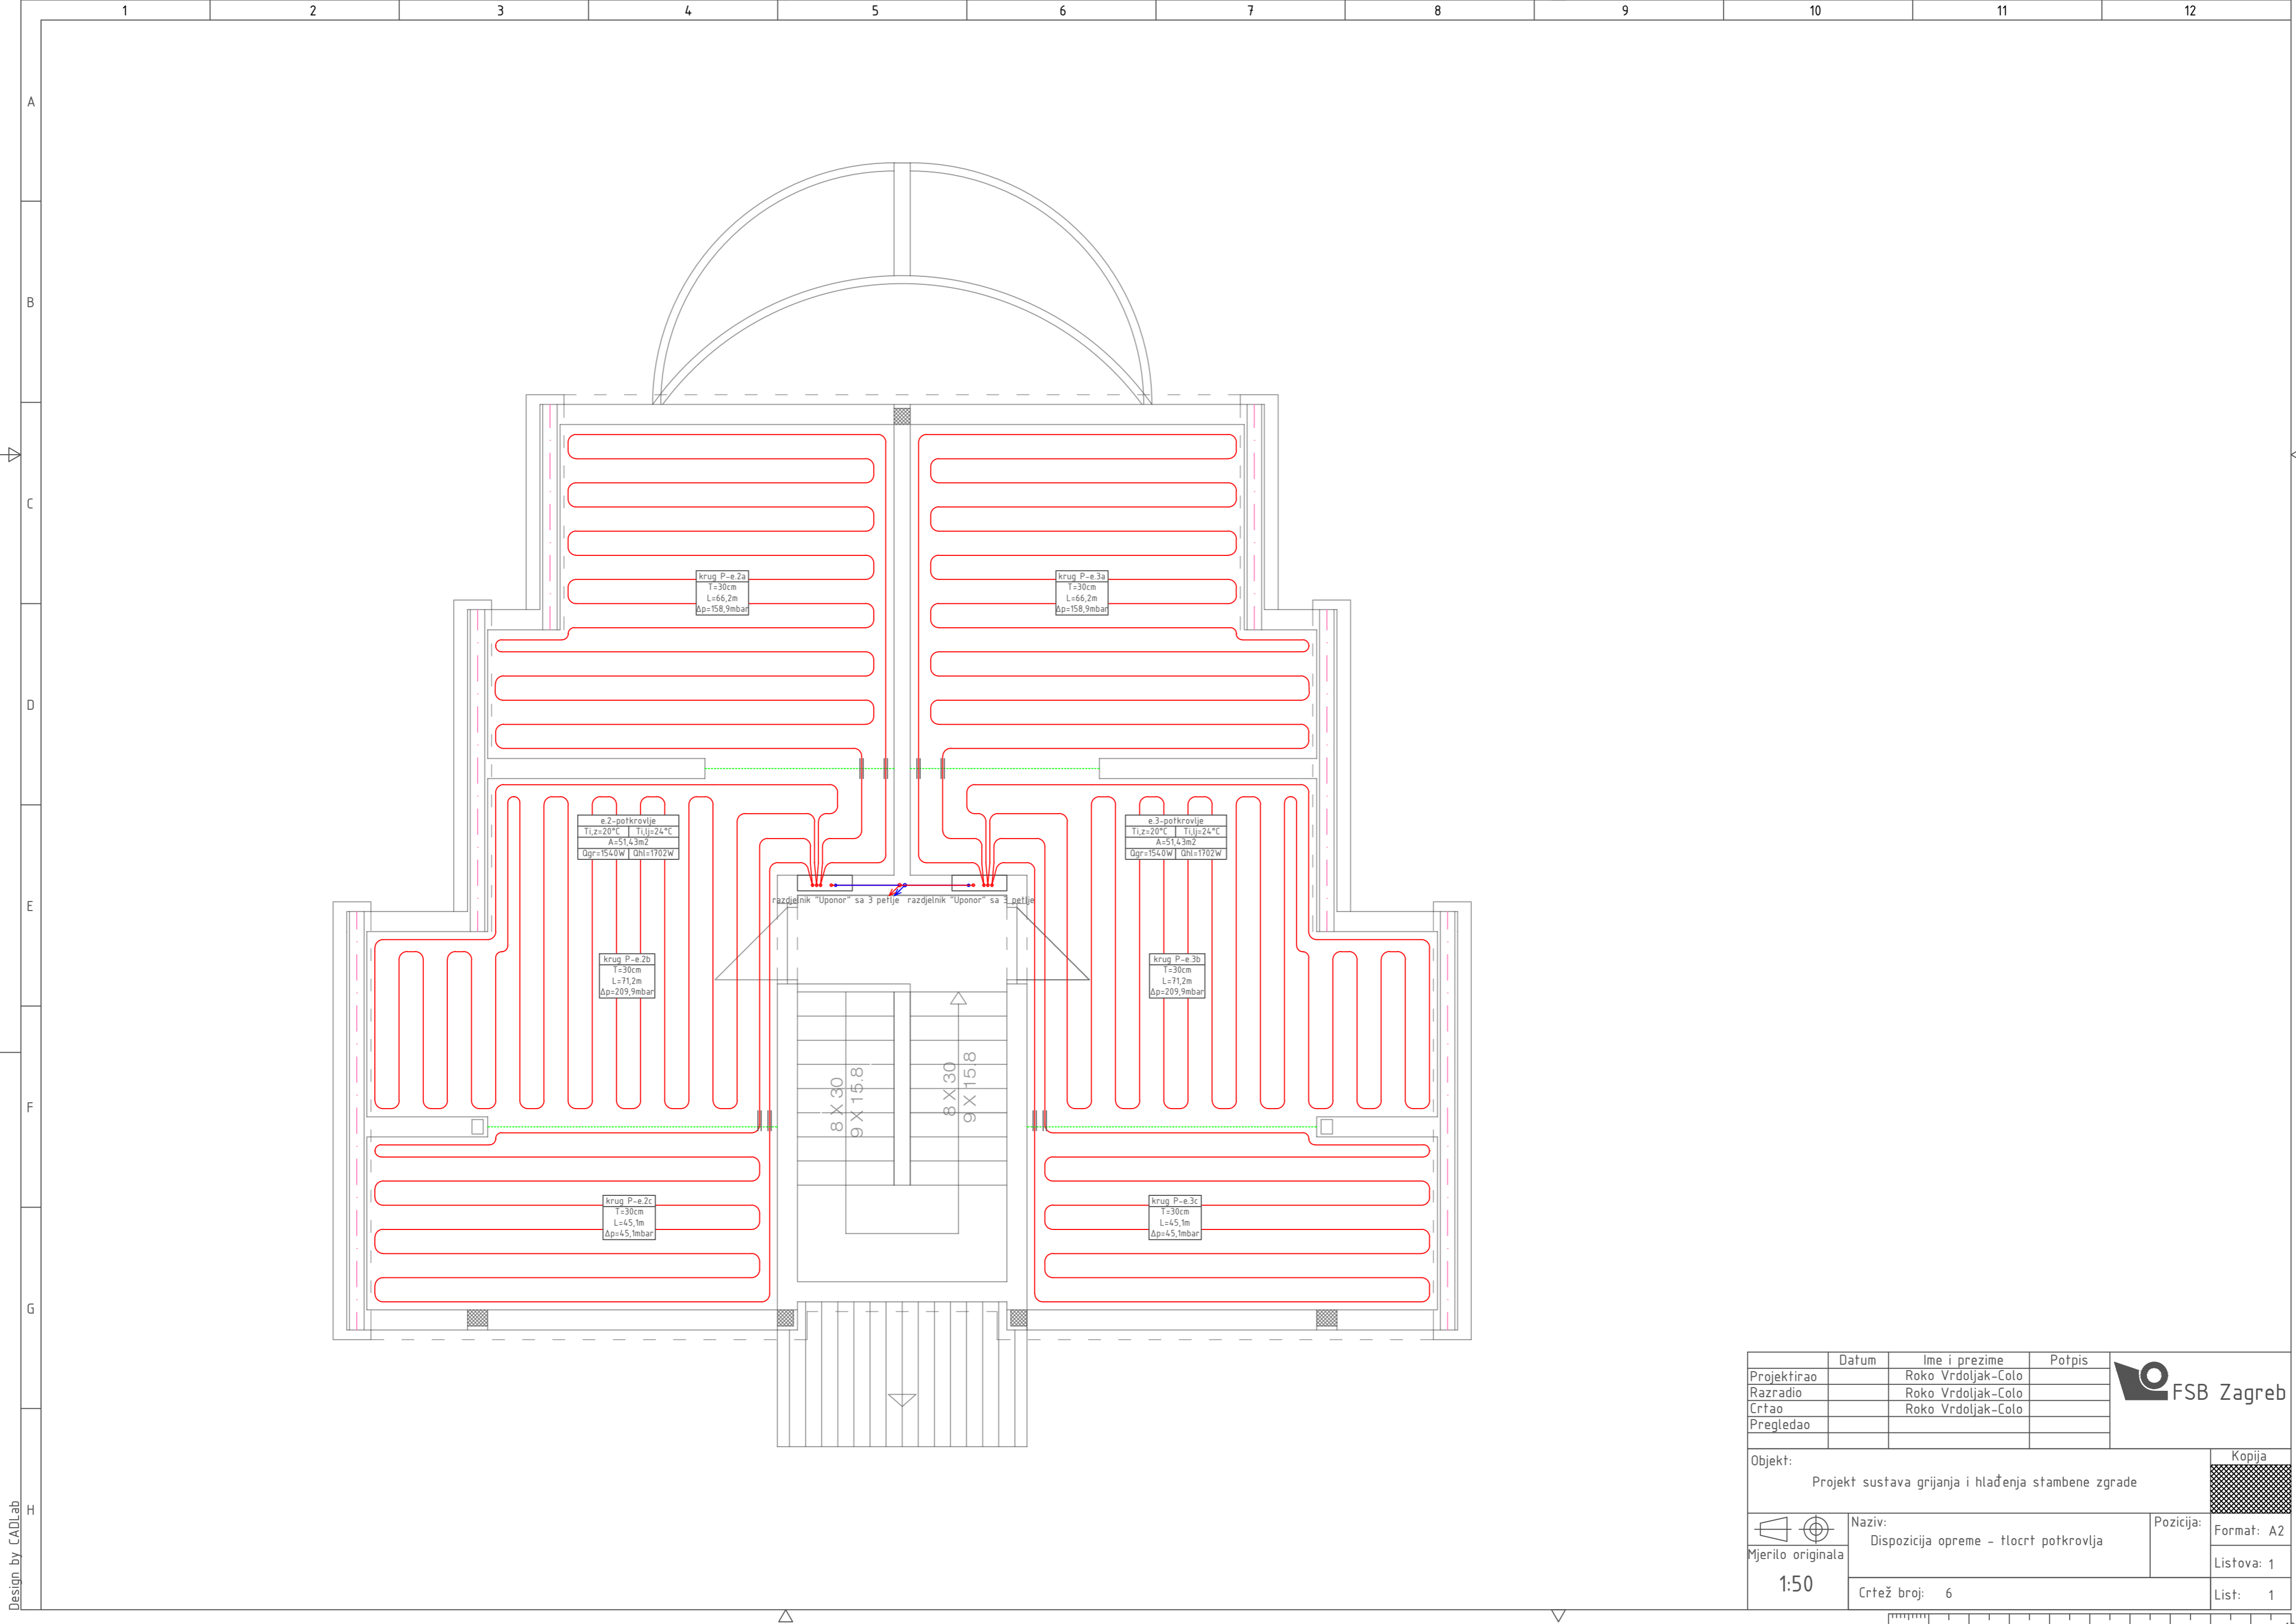 1 2 3 4 5 6 7 8 9 10 11 12
A
B
C
D
E
F
G
H
krug P-e.2a
T=30cm
L=66,2m
Δp=158,9mbar
krug P-e.3a
T=30cm
L=66,2m
Δp=158,9mbar
e.2-potkrovlje
Ti,z=20°C Ti,lj=24°C
A=51,43m2
Qgr=1540W Qhl=1702W
e.3-potkrovlje
Ti,z=20°C Ti,lj=24°C
A=51,43m2
Qgr=1540W Qhl=1702W
razdjelnik "Uponor" sa 3 petlje
razdjelnik "Uponor" sa 3 petlje
krug P-e.2b
T=30cm
L=71,2m
Δp=209,9mbar
krug P-e.3b
T=30cm
L=71,2m
Δp=209,9mbar
8 X 30
9 X 15.8
8 X 30
9 X 15.8
krug P-e.2c
T=30cm
L=45,1m
Δp=45,1mbar
krug P-e.3c
T=30cm
L=45,1m
Δp=45,1mbar
Datum Ime i prezime Potpis
Projektirao Roko Vrdoljak-Colo
Razradio Roko Vrdoljak-Colo
Crtao Roko Vrdoljak-Colo
Pregledao
FSB Zagreb
Objekt:
Projekt sustava grijanja i hlađenja stambene zgrade
Kopija
Naziv:
Dispozicija opreme - tlocrt potkrovlja
Pozicija:
Format: A2
Mjerilo originala
1:50
Listova: 1
Crtež broj: 6
List: 1
Design by CADLab